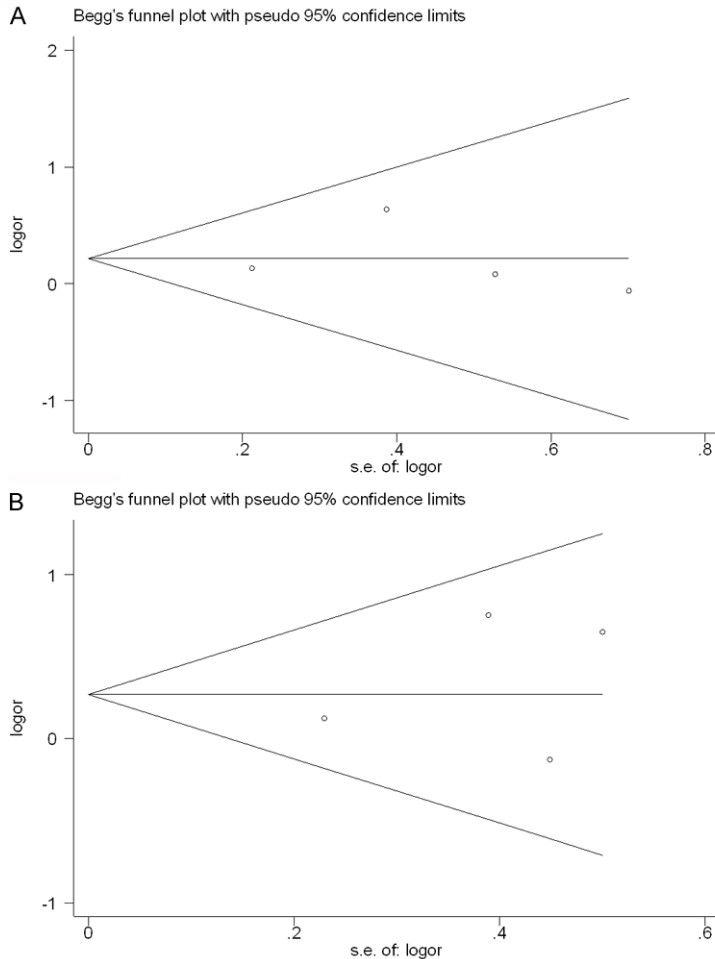 A
Begg's funnel plot with pseudo 95% confidence limits
2
1
0
-1
logor
0 .2 .4 .6 .8
s.e. of: logor
B
Begg's funnel plot with pseudo 95% confidence limits
1
0
-1
logor
0 .2 .4 .6
s.e. of: logor